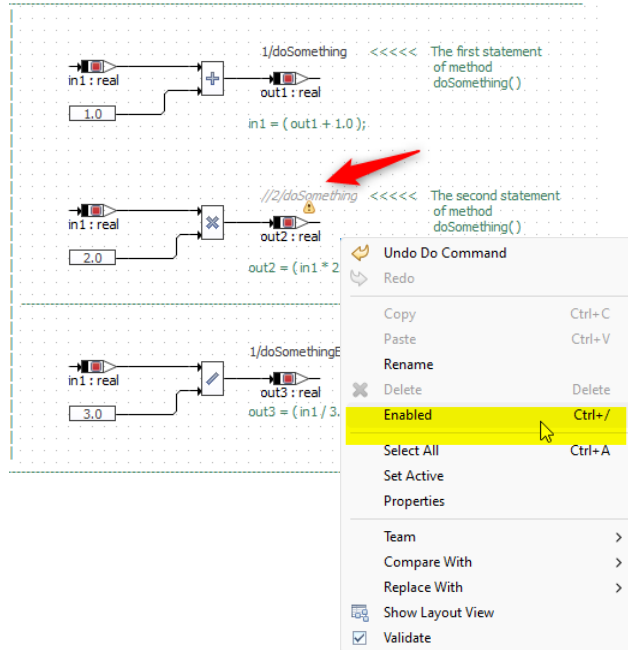 1/doSomething <<<<< The first statement
of method
doSomething()
in1 : real
out1 : real
1.0
in1 = ( out1 + 1.0 );
//2/doSomething <<<<< The second statement
of method
doSomething()
in1 : real
out2 : real
2.0
out2 = ( in1 * 2
1/doSomethingE
in1 : real
out3 : real
3.0
out3 = ( in1 / 3.
Undo Do Command
Redo
Copy Ctrl+C
Paste Ctrl+V
Rename
Delete Delete
Enabled Ctrl+/
Select All Ctrl+A
Set Active
Properties
Team
Compare With
Replace With
Show Layout View
Validate